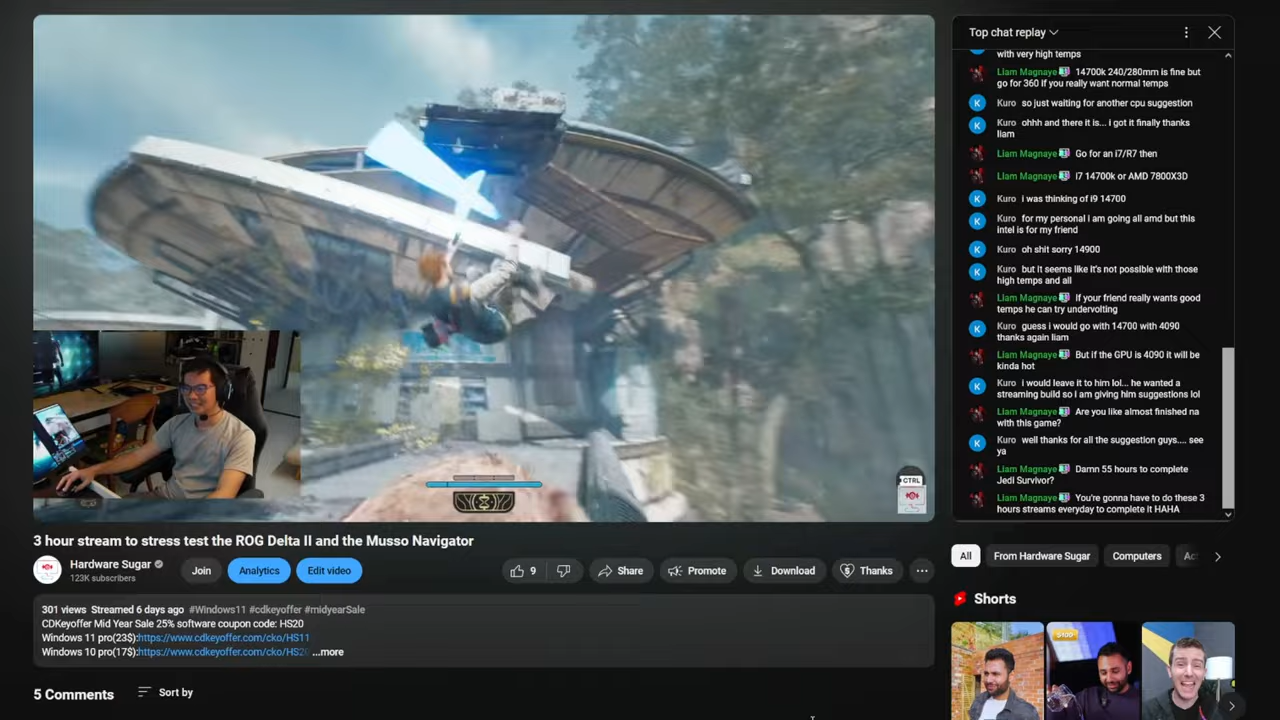 CTRL
3 hour stream to stress test the ROG Delta II and the Musso Navigator
Hardware Sugar
123K subscribers
Join
Analytics
Edit video
9
Share
Promote
Download
Thanks
301 views Streamed 6 days ago #Windows11 #cdkeyoffer #midyearSale
CDKeyoffer Mid Year Sale 25% software coupon code: HS20
Windows 11 pro(23$):https://www.cdkeyoffer.com/cko/HS11
Windows 10 pro(17$):https://www.cdkeyoffer.com/cko/HS20 ...more
5 Comments
Sort by
Top chat replay
with very high temps
Liam Magnaye 14700k 240/280mm is fine but
go for 360 If you really want normal temps
K Kuro so just waiting for another cpu suggestion
K Kuro ohhh and there it is... i got it finally thanks
liam
Liam Magnaye Go for an i7/R7 then
Liam Magnaye I7 14700k or AMD 7800X3D
K Kuro i was thinking of i9 14700
K Kuro for my personal i am going all amd but this
intel is for my friend
K Kuro oh shit sorry 14900
K Kuro but it seems like it's not possible with those
high temps and all
Liam Magnaye If your friend really wants good
temps he can try undervolting
K Kuro guess i would go with 14700 with 4090
thanks again liam
Liam Magnaye But if the GPU is 4090 it will be
kinda hot
K Kuro i would leave it to him lol... he wanted a
streaming build so I am giving him suggestions lol
Liam Magnaye Are you like almost finished na
with this game?
K Kuro well thanks for all the suggestion guys.... see
ya
Liam Magnaye Damn 55 hours to complete
Jedi Survivor?
Liam Magnaye You're gonna have to do these 3
hours streams everyday to complete it HAHA
All
From Hardware Sugar
Computers
Ac
Shorts